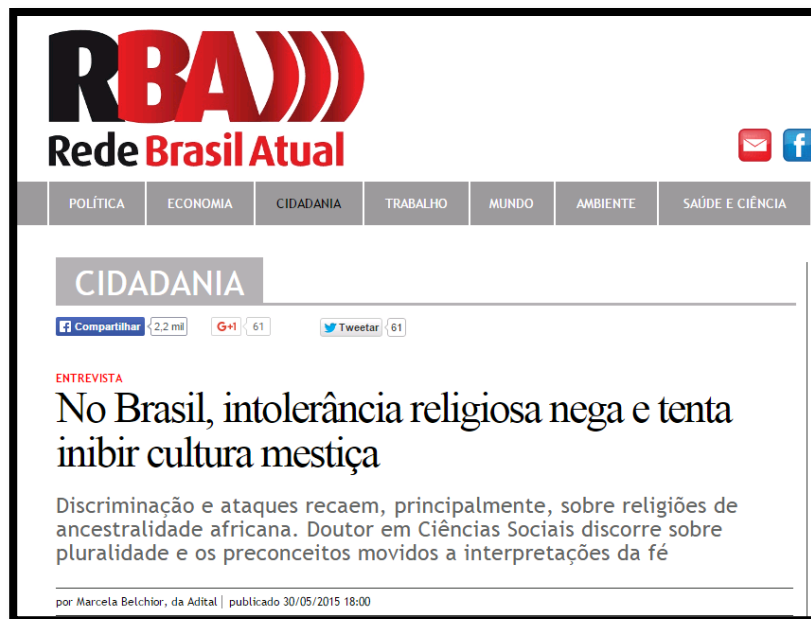 RBA
Rede Brasil Atual
POLÍTICA ECONOMIA CIDADANIA TRABALHO MUNDO AMBIENTE SAÚDE E CIÊNCIA
CIDADANIA
Compartilhar 2,2 mil G+1 61 Tweetar 61
ENTREVISTA
No Brasil, intolerância religiosa nega e tenta
inibir cultura mestiça
Discriminação e ataques recaem, principalmente, sobre religiões de
ancestralidade africana. Doutor em Ciências Sociais discorre sobre
pluralidade e os preconceitos movidos a interpretações da fé
por Marcela Belchior, da Adital | publicado 30/05/2015 18:00